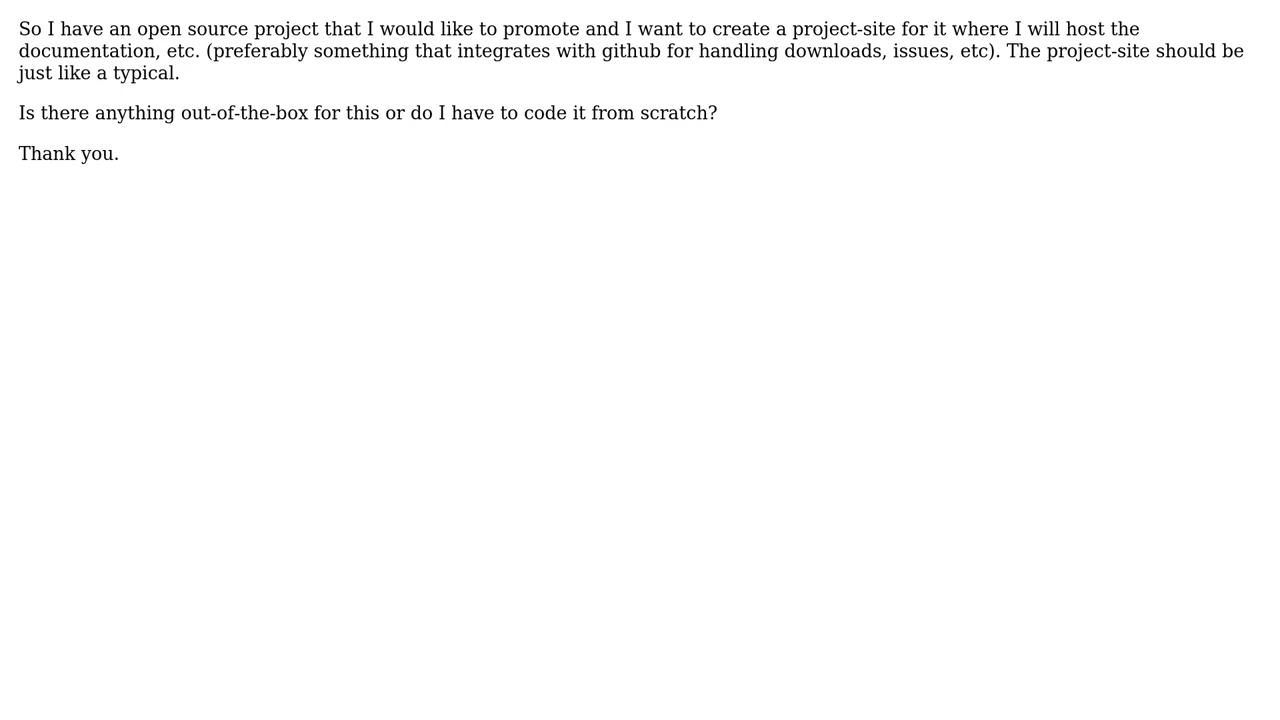 So I have an open source project that I would like to promote and I want to create a project-site for it where I will host the
documentation, etc. (preferably something that integrates with github for handling downloads, issues, etc). The project-site should be
just like a typical.
Is there anything out-of-the-box for this or do I have to code it from scratch?
Thank you.